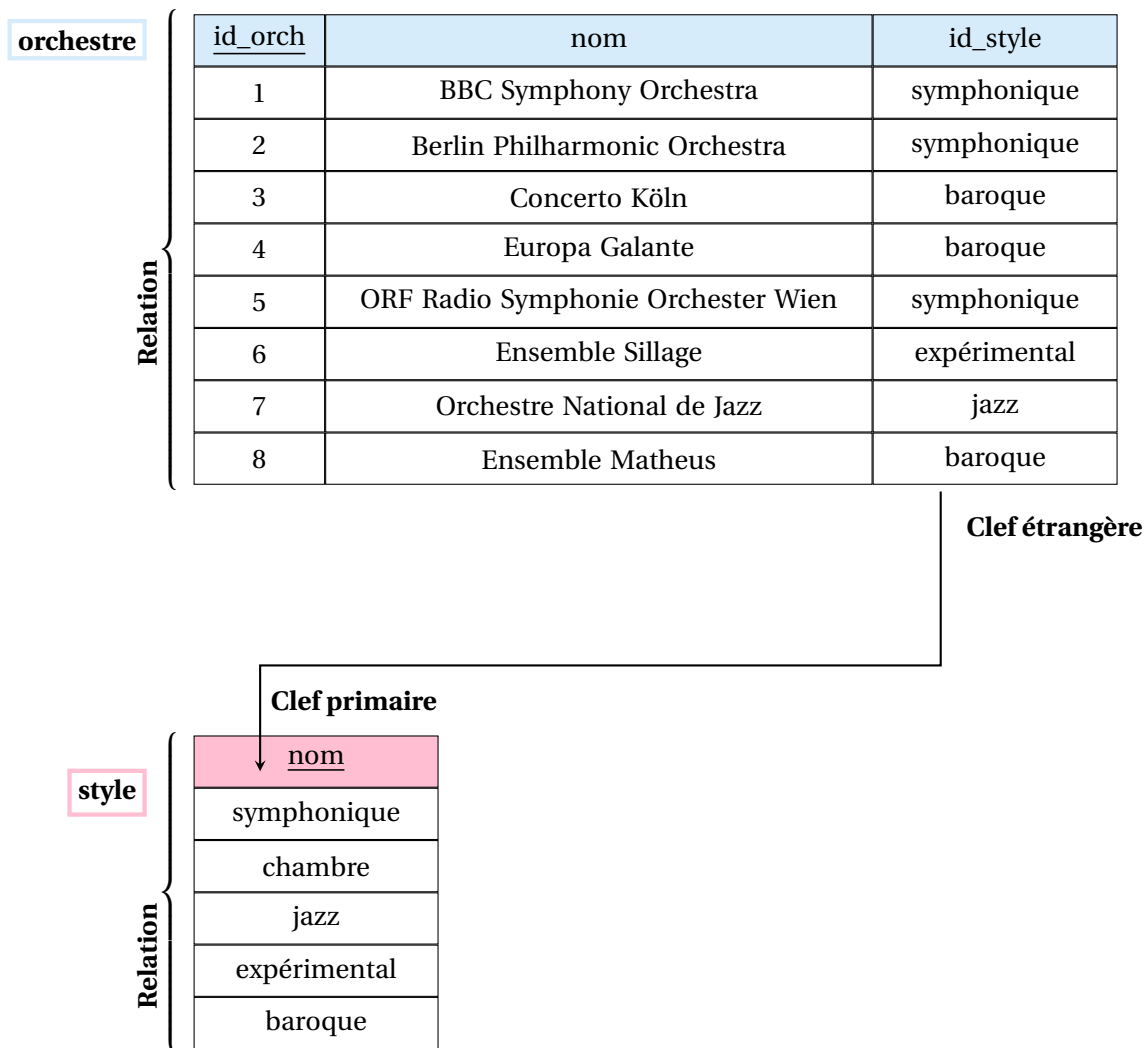 orchestre
id_orch nom id_style
1 BBC Symphony Orchestra symphonique
2 Berlin Philharmonic Orchestra symphonique
3 Concerto Köln baroque
4 Europa Galante baroque
5 ORF Radio Symphonie Orchester Wien symphonique
6 Ensemble Sillage expérimental
7 Orchestre National de Jazz jazz
8 Ensemble Matheus baroque
Relation
Clef étrangère
Clef primaire
style
nom
symphonique
chambre
jazz
expérimental
baroque
Relation